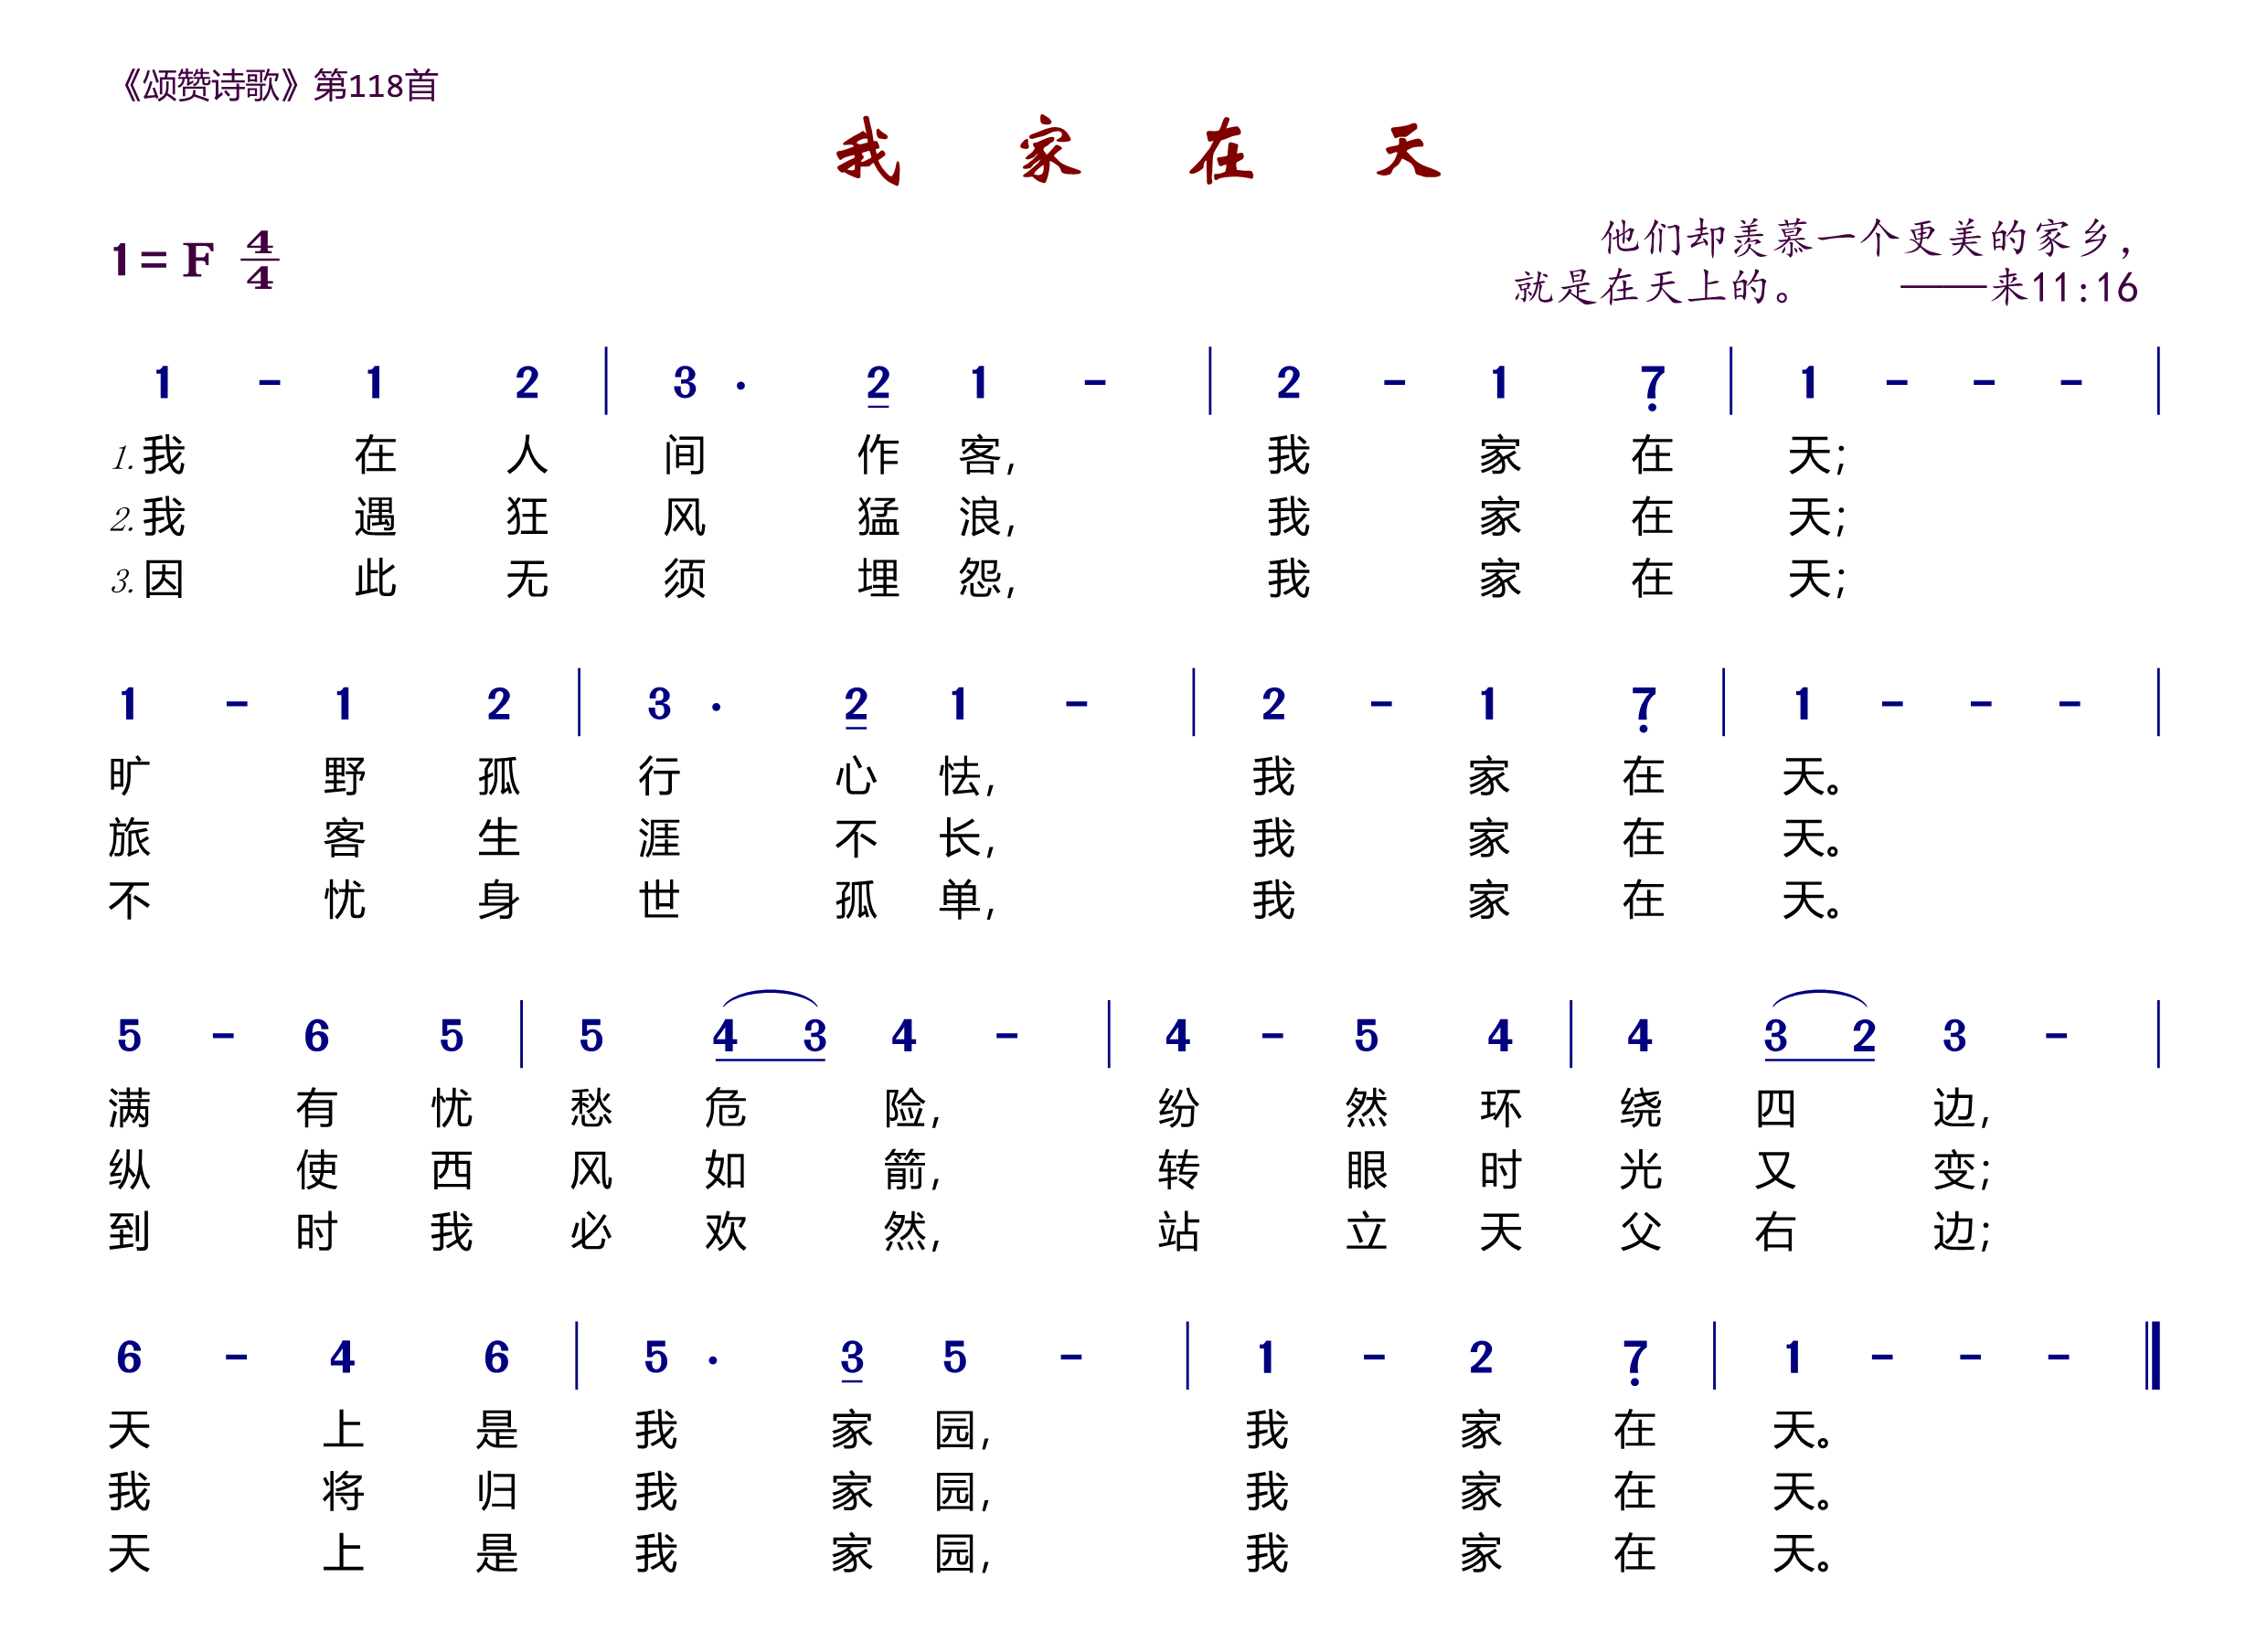 《颂赞诗歌》第118首
我 家 在 天
1=F 4/4
他们却羡慕一个更美的家乡，
就是在天上的。 ——来11:16
1 - 1 2 | 3 · 2 1 - | 2 - 1 7 | 1 - - - |
1.我 在 人 间 作 客, 我 家 在 天;
2.我 遇 狂 风 猛 浪, 我 家 在 天;
3.因 此 无 须 埋 怨, 我 家 在 天;
1 - 1 2 | 3 · 2 1 - | 2 - 1 7 | 1 - - - |
旷 野 孤 行 心 怯, 我 家 在 天。
旅 客 生 涯 不 长, 我 家 在 天。
不 忧 身 世 孤 单, 我 家 在 天。
5 - 6 5 | 5 4 3 4 - | 4 - 5 4 | 4 3 2 3 - |
满 有 忧 愁 危 险, 纷 然 环 绕 四 边,
纵 使 西 风 如 箭, 转 眼 时 光 又 变;
到 时 我 必 欢 然, 站 立 天 父 右 边;
6 - 4 6 | 5 · 3 5 - | 1 - 2 7 | 1 - - - ‖
天 上 是 我 家 园, 我 家 在 天。
我 将 归 我 家 园, 我 家 在 天。
天 上 是 我 家 园, 我 家 在 天。